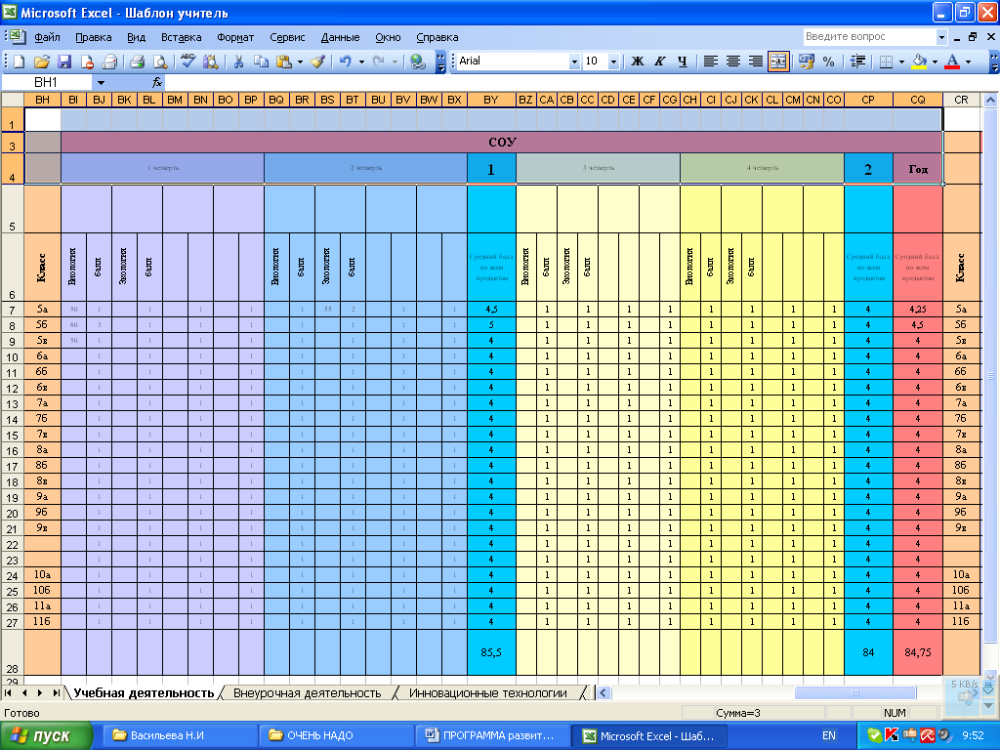 Microsoft Excel - Шаблон учитель
Файл Правка Вид Вставка Формат Сервис Данные Окно Справка Введите вопрос
Arial 10 Ж К Ч %
BH1 fx
BH BI BJ BK BL BM BN BO BP BQ BR BS BT BU BV BW BX BY BZ CA CB CC CD CE CF CG CH CI CJ CK CL CM CN CO CP CQ CR
1
3 СОУ
4 1 четверть 2 четверть 1 3 четверть 4 четверть 2 Год
5
6 Класс Биология балл Экология балл Биология балл Экология балл Средний балл по всем предметам Биология балл Экология балл Биология балл Экология балл Средний балл по всем предметам Средний балл по всем предметам Класс
7 5а 56 1 1 1 1 1 55 2 1 1 4,5 1 1 1 1 1 1 1 1 4 4,25 5а
8 5б 86 3 1 1 1 1 1 1 1 5 1 1 1 1 1 1 1 1 4 4,5 5б
9 5в 56 1 1 1 1 1 1 1 1 4 1 1 1 1 1 1 1 1 4 4 5в
10 6а 1 1 1 1 1 1 1 1 4 1 1 1 1 1 1 1 1 4 4 6а
11 6б 1 1 1 1 1 1 1 1 4 1 1 1 1 1 1 1 1 4 4 6б
12 6в 1 1 1 1 1 1 1 1 4 1 1 1 1 1 1 1 1 4 4 6в
13 7а 1 1 1 1 1 1 1 1 4 1 1 1 1 1 1 1 1 4 4 7а
14 7б 1 1 1 1 1 1 1 1 4 1 1 1 1 1 1 1 1 4 4 7б
15 7в 1 1 1 1 1 1 1 1 4 1 1 1 1 1 1 1 1 4 4 7в
16 8а 1 1 1 1 1 1 1 1 4 1 1 1 1 1 1 1 1 4 4 8а
17 8б 1 1 1 1 1 1 1 1 4 1 1 1 1 1 1 1 1 4 4 8б
18 8в 1 1 1 1 1 1 1 1 4 1 1 1 1 1 1 1 1 4 4 8в
19 9а 1 1 1 1 1 1 1 1 4 1 1 1 1 1 1 1 1 4 4 9а
20 9б 1 1 1 1 1 1 1 1 4 1 1 1 1 1 1 1 1 4 4 9б
21 9в 1 1 1 1 1 1 1 1 4 1 1 1 1 1 1 1 1 4 4 9в
22 1 1 1 1 1 1 1 1 4 1 1 1 1 1 1 1 1 4 4
23 1 1 1 1 1 1 1 1 4 1 1 1 1 1 1 1 1 4 4
24 10а 1 1 1 1 1 1 1 1 4 1 1 1 1 1 1 1 1 4 4 10а
25 10б 1 1 1 1 1 1 1 1 4 1 1 1 1 1 1 1 1 4 4 10б
26 11а 1 1 1 1 1 1 1 1 4 1 1 1 1 1 1 1 1 4 4 11а
27 11б 1 1 1 1 1 1 1 1 4 1 1 1 1 1 1 1 1 4 4 11б
28 85,5 84 84,75
29
Учебная деятельность Внеурочная деятельность Инновационные технологии 5 KB/s
Готово Сумма=3 NUM
пуск Васильева Н.И ОЧЕНЬ НАДО ПРОГРАММА развит... Microsoft Excel - Шаб... EN 9:52